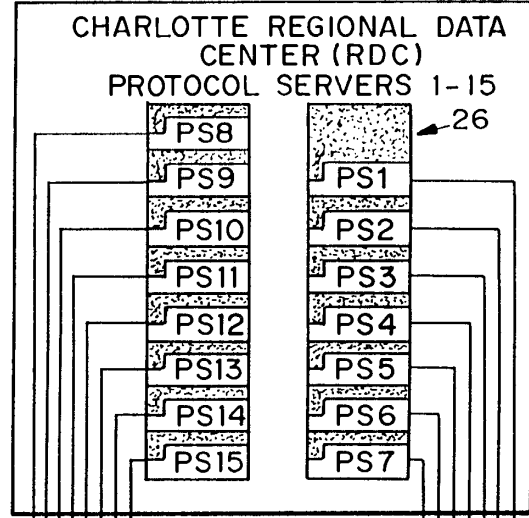 CHARLOTTE REGIONAL DATA
CENTER (RDC)
PROTOCOL SERVERS 1-15
26
PS8
PS9
PS10
PS11
PS12
PS13
PS14
PS15
PS1
PS2
PS3
PS4
PS5
PS6
PS7